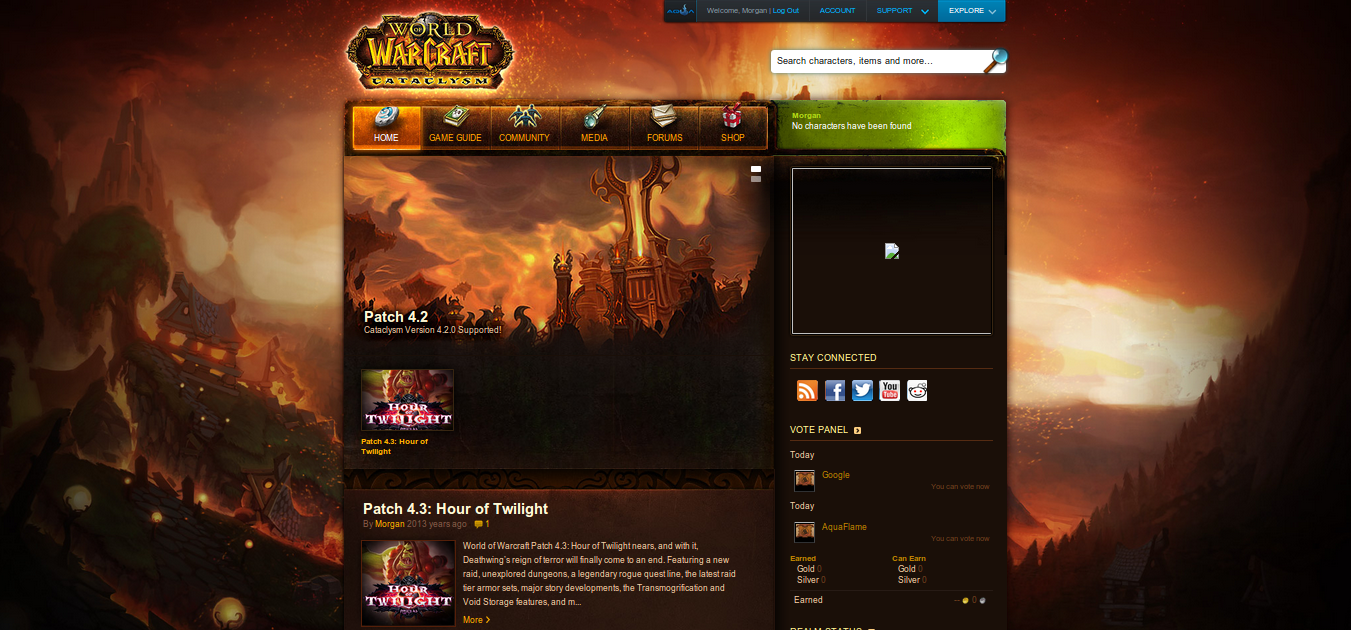 AQUA
Welcome, Morgan | Log Out
ACCOUNT
SUPPORT
EXPLORE
WORLD
OF
WARCRAFT
CATACLYSM
Search characters, items and more...
HOME
GAME GUIDE
COMMUNITY
MEDIA
FORUMS
SHOP
Morgan
No characters have been found
Patch 4.2
Cataclysm Version 4.2.0 Supported!
HOUR
OF
TWILIGHT
Patch 4.3: Hour of
Twilight
STAY CONNECTED
You
Tube
VOTE PANEL
Today
Google
You can vote now
Today
AquaFlame
You can vote now
Earned
Can Earn
Gold 0
Gold 0
Silver 0
Silver 0
Earned
— 0
REALM STATUS
Patch 4.3: Hour of Twilight
By Morgan 2013 years ago 1
HOUR
OF
TWILIGHT
World of Warcraft Patch 4.3: Hour of Twilight nears, and with it,
Deathwing's reign of terror will finally come to an end. Featuring a new
raid, unexplored dungeons, a legendary rogue quest line, the latest raid
tier armor sets, major story developments, the Transmogrification and
Void Storage features, and m...
More